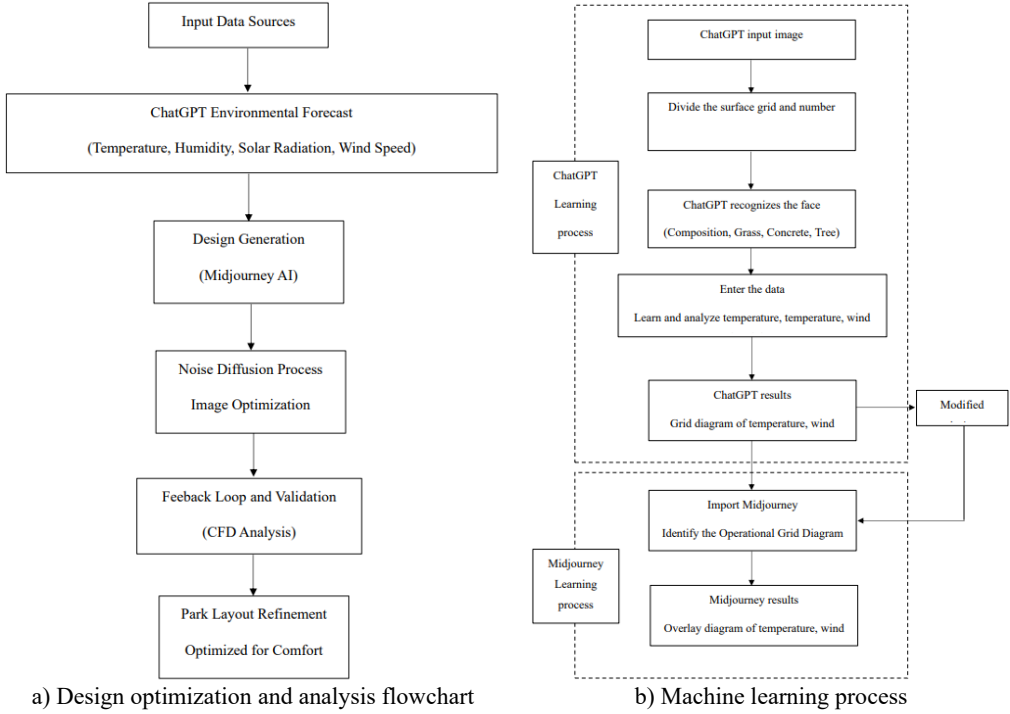 Input Data Sources
ChatGPT Environmental Forecast
(Temperature, Humidity, Solar Radiation, Wind Speed)
Design Generation
(Midjourney AI)
Noise Diffusion Process
Image Optimization
Feeback Loop and Validation
(CFD Analysis)
Park Layout Refinement
Optimized for Comfort
a) Design optimization and analysis flowchart
ChatGPT input image
Divide the surface grid and number
ChatGPT
Learning
process
ChatGPT recognizes the face
(Composition, Grass, Concrete, Tree)
Enter the data
Learn and analyze temperature, temperature, wind
ChatGPT results
Grid diagram of temperature, wind
Modified
Import Midjourney
Identify the Operational Grid Diagram
Midjourney
Learning
process
Midjourney results
Overlay diagram of temperature, wind
b) Machine learning process